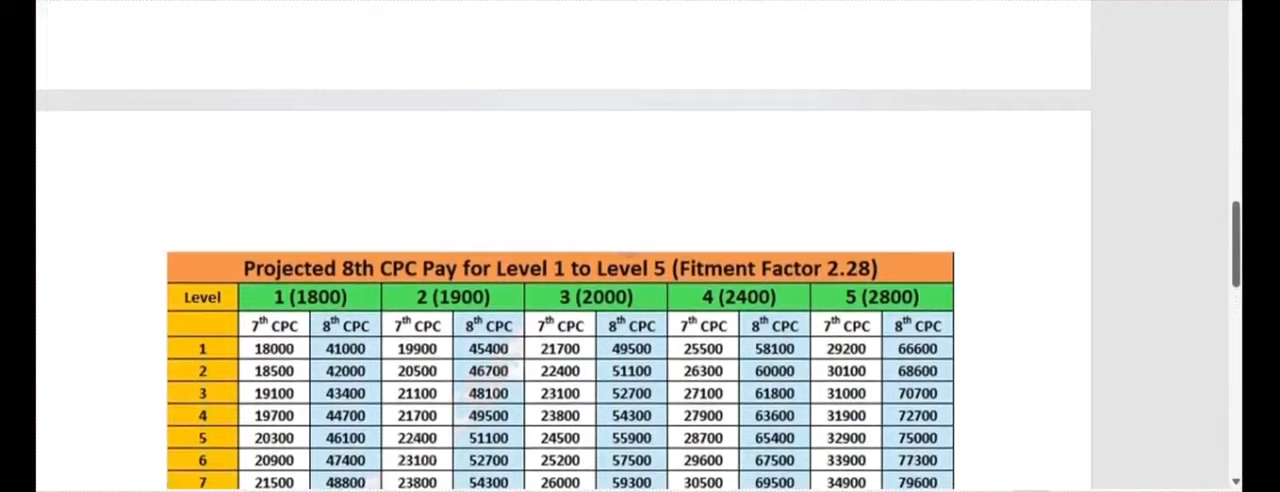 Projected 8th CPC Pay for Level 1 to Level 5 (Fitment Factor 2.28)
Level 1 (1800) 2 (1900) 3 (2000) 4 (2400) 5 (2800)
7th CPC 8th CPC 7th CPC 8th CPC 7th CPC 8th CPC 7th CPC 8th CPC 7th CPC 8th CPC
1 18000 41000 19900 45400 21700 49500 25500 58100 29200 66600
2 18500 42000 20500 46700 22400 51100 26300 60000 30100 68600
3 19100 43400 21100 48100 23100 52700 27100 61800 31000 70700
4 19700 44700 21700 49500 23800 54300 27900 63600 31900 72700
5 20300 46100 22400 51100 24500 55900 28700 65400 32900 75000
6 20900 47400 23100 52700 25200 57500 29600 67500 33900 77300
7 21500 48800 23800 54300 26000 59300 30500 69500 34900 79600